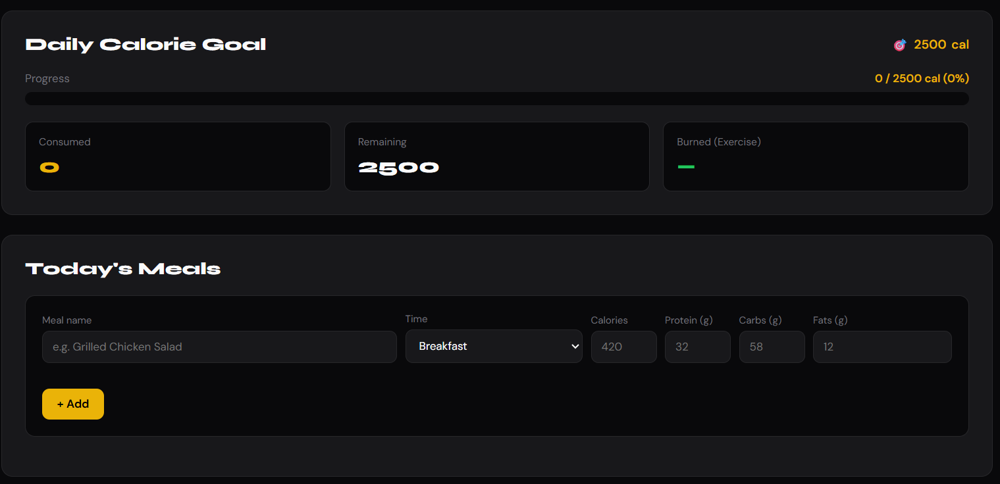 Daily Calorie Goal
🎯 2500 cal
Progress
0 / 2500 cal (0%)
Consumed
0
Remaining
2500
Burned (Exercise)
—
Today's Meals
Meal name
Time
Calories
Protein (g)
Carbs (g)
Fats (g)
e.g. Grilled Chicken Salad
Breakfast
420
32
58
12
+ Add